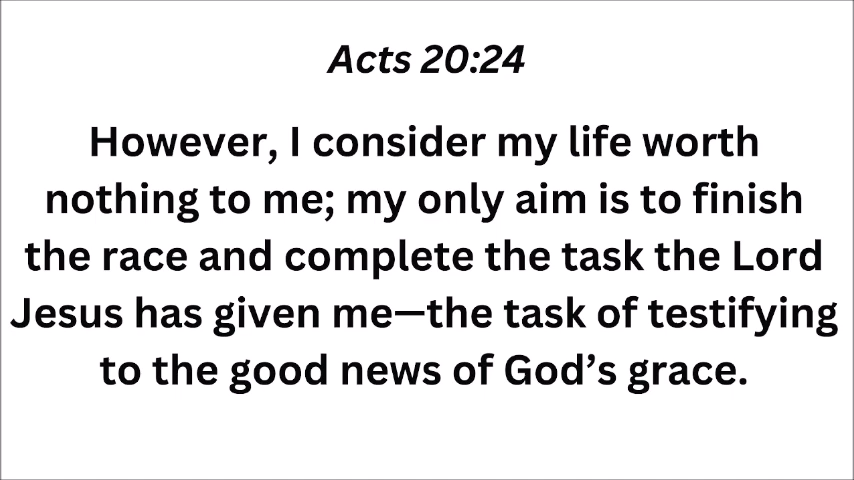 Acts 20:24
However, I consider my life worth
nothing to me; my only aim is to finish
the race and complete the task the Lord
Jesus has given me—the task of testifying
to the good news of God’s grace.